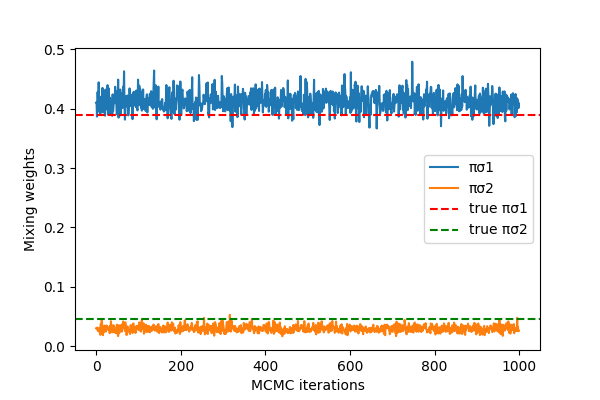 0.5
0.4
0.3
0.2
0.1
0.0
Mixing weights
πσ1
πσ2
true πσ1
true πσ2
0 200 400 600 800 1000
MCMC iterations